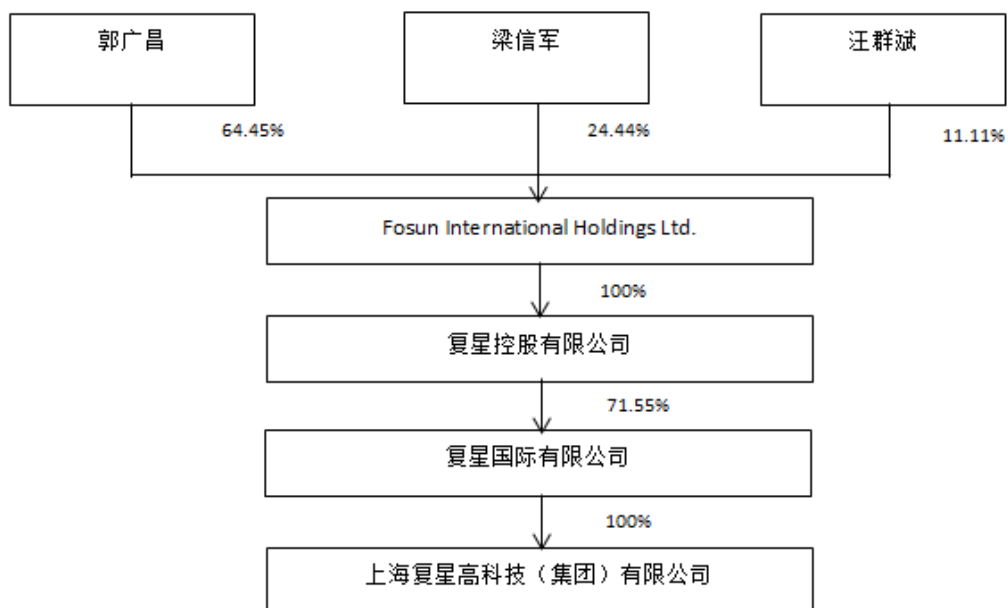 郭广昌
梁信军
汪群斌
64.45%
24.44%
11.11%
Fosun International Holdings Ltd.
100%
复星控股有限公司
71.55%
复星国际有限公司
100%
上海复星高科技（集团）有限公司